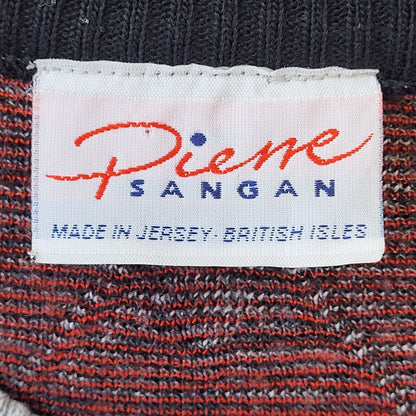 Pierre
SANGAN
MADE IN JERSEY · BRITISH ISLES